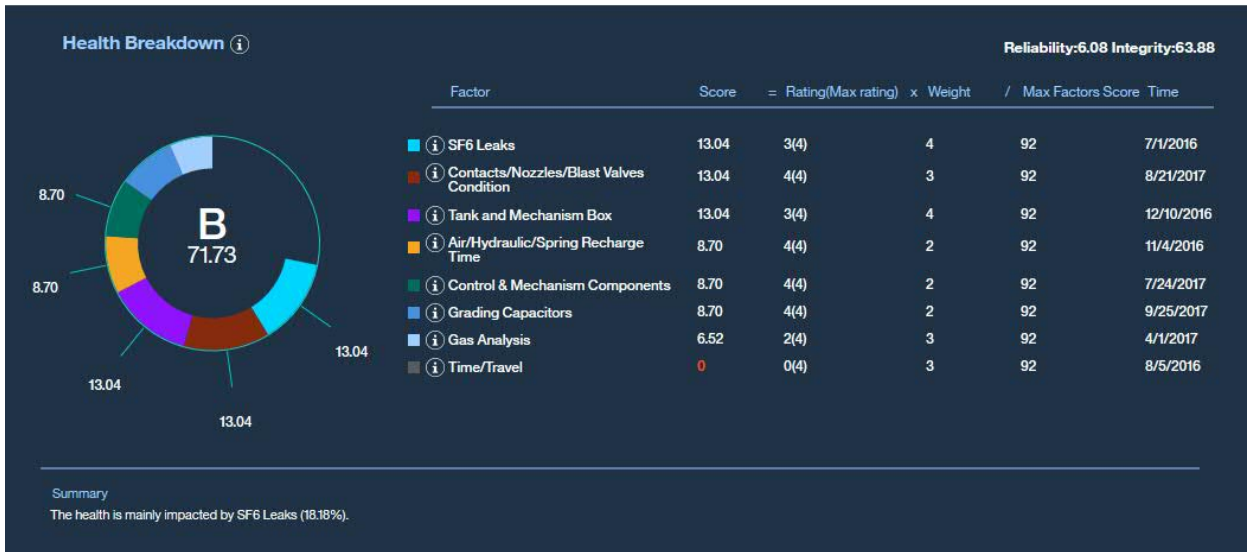 Health Breakdown i
Reliability:6.08 Integrity:63.88
Factor Score = Rating(Max rating) x Weight / Max Factors Score Time
i SF6 Leaks 13.04 3(4) 4 92 7/1/2016
i Contacts/Nozzles/Blast Valves
Condition 13.04 4(4) 3 92 8/21/2017
i Tank and Mechanism Box 13.04 3(4) 4 92 12/10/2016
i Air/Hydraulic/Spring Recharge
Time 8.70 4(4) 2 92 11/4/2016
i Control & Mechanism Components 8.70 4(4) 2 92 7/24/2017
i Grading Capacitors 8.70 4(4) 2 92 9/25/2017
i Gas Analysis 6.52 2(4) 3 92 4/1/2017
i Time/Travel 0 0(4) 3 92 8/5/2016
8.70
B
71.73
8.70
13.04
13.04
13.04
Summary
The health is mainly impacted by SF6 Leaks (18.18%).